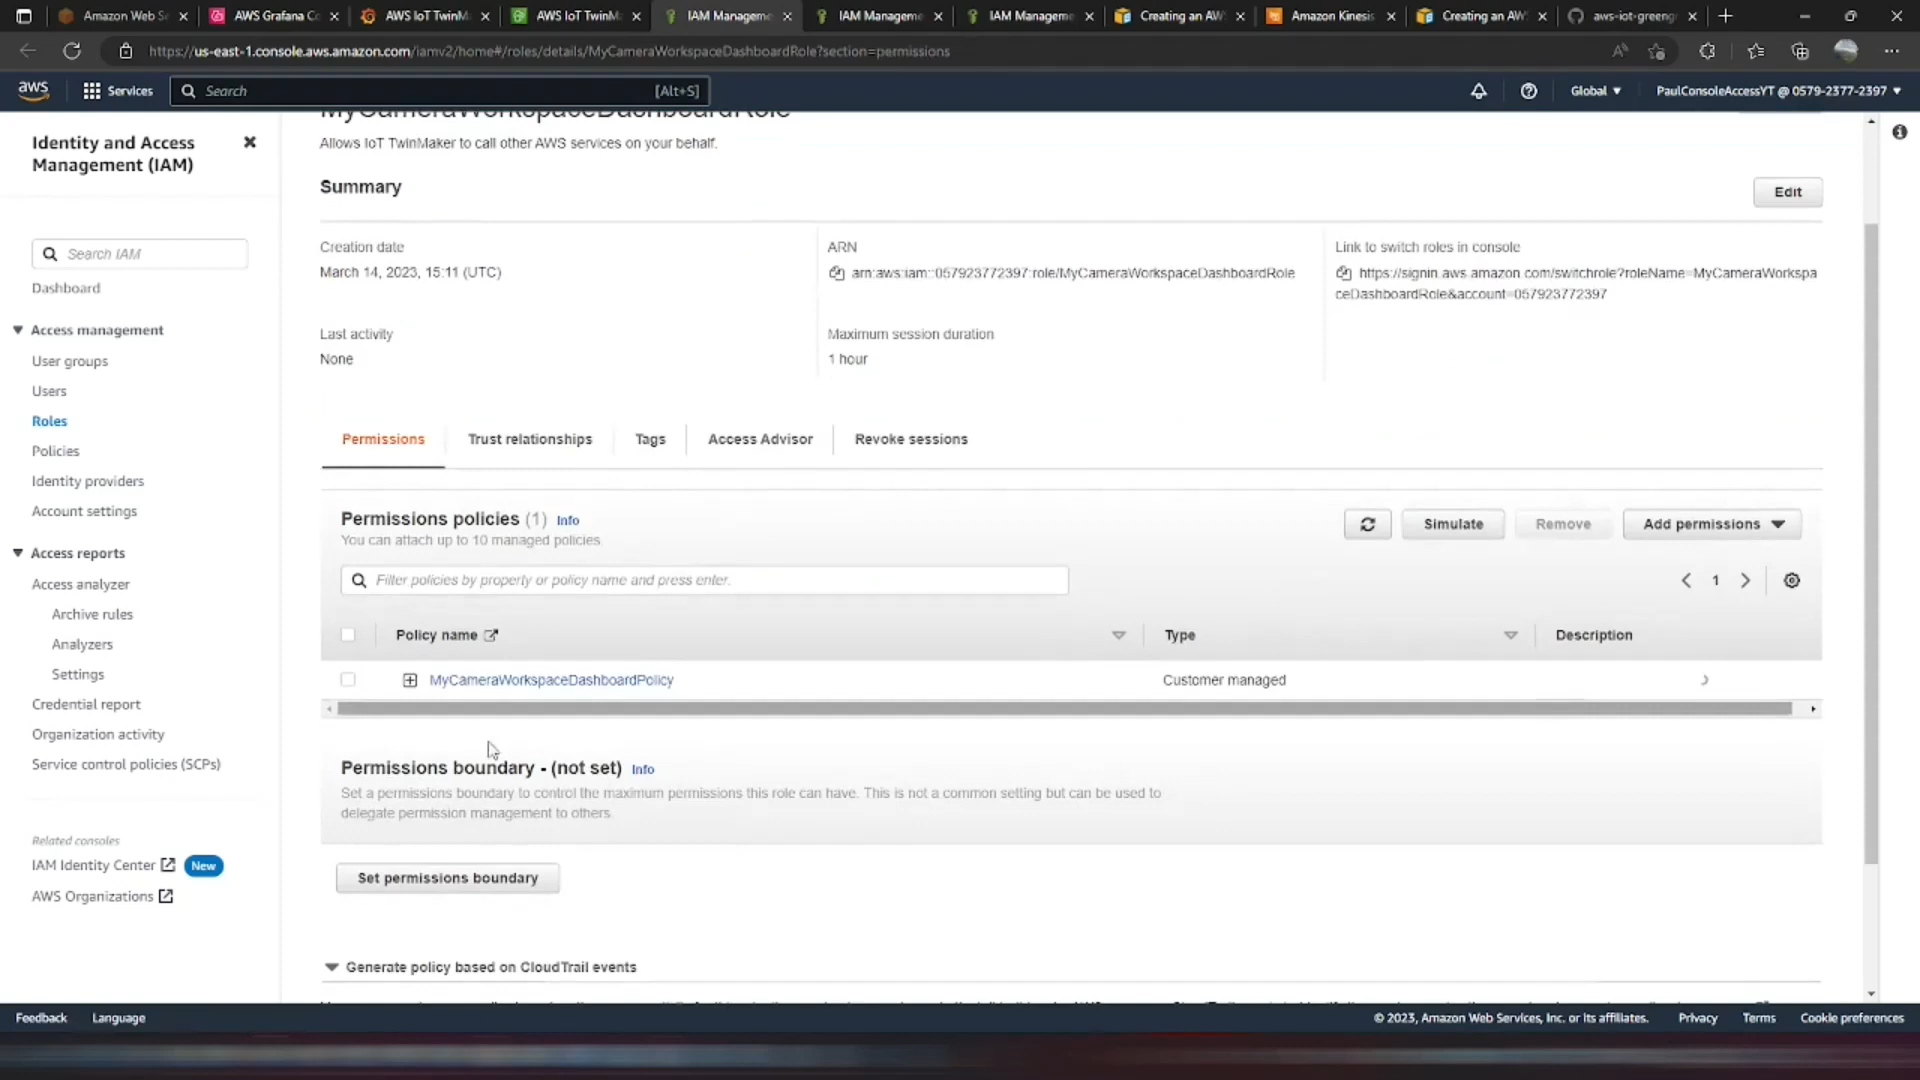 Amazon Web Se
AWS Grafana Co
AWS IoT TwinM
AWS IoT TwinM
IAM Manageme
IAM Manageme
IAM Manageme
Creating an AW
Amazon Kinesis
Creating an AW
aws-iot-greeng
https://us-east-1.console.aws.amazon.com/iamv2/home#/roles/details/MyCameraWorkspaceDashboardRole?section=permissions
aws
Services
Search
[Alt+S]
Global
PaulConsoleAccessYT @ 0579-2377-2397
Identity and Access
Management (IAM)
Search IAM
Dashboard
Access management
User groups
Users
Roles
Policies
Identity providers
Account settings
Access reports
Access analyzer
Archive rules
Analyzers
Settings
Credential report
Organization activity
Service control policies (SCPs)
Related consoles
IAM Identity Center New
AWS Organizations
MyCameraWorkspaceDashboardRole
Allows IoT TwinMaker to call other AWS services on your behalf.
Summary
Edit
Creation date
March 14, 2023, 15:11 (UTC)
ARN
arn:aws:iam::057923772397:role/MyCameraWorkspaceDashboardRole
Link to switch roles in console
https://signin.aws.amazon.com/switchrole?roleName=MyCameraWorkspa
ceDashboardRole&account=057923772397
Last activity
None
Maximum session duration
1 hour
Permissions
Trust relationships
Tags
Access Advisor
Revoke sessions
Permissions policies (1) Info
You can attach up to 10 managed policies.
Simulate
Remove
Add permissions
Filter policies by property or policy name and press enter.
1
Policy name
Type
Description
MyCameraWorkspaceDashboardPolicy
Customer managed
Permissions boundary - (not set) Info
Set a permissions boundary to control the maximum permissions this role can have. This is not a common setting but can be used to
delegate permission management to others.
Set permissions boundary
Generate policy based on CloudTrail events
Feedback
Language
© 2023, Amazon Web Services, Inc. or its affiliates.
Privacy
Terms
Cookie preferences